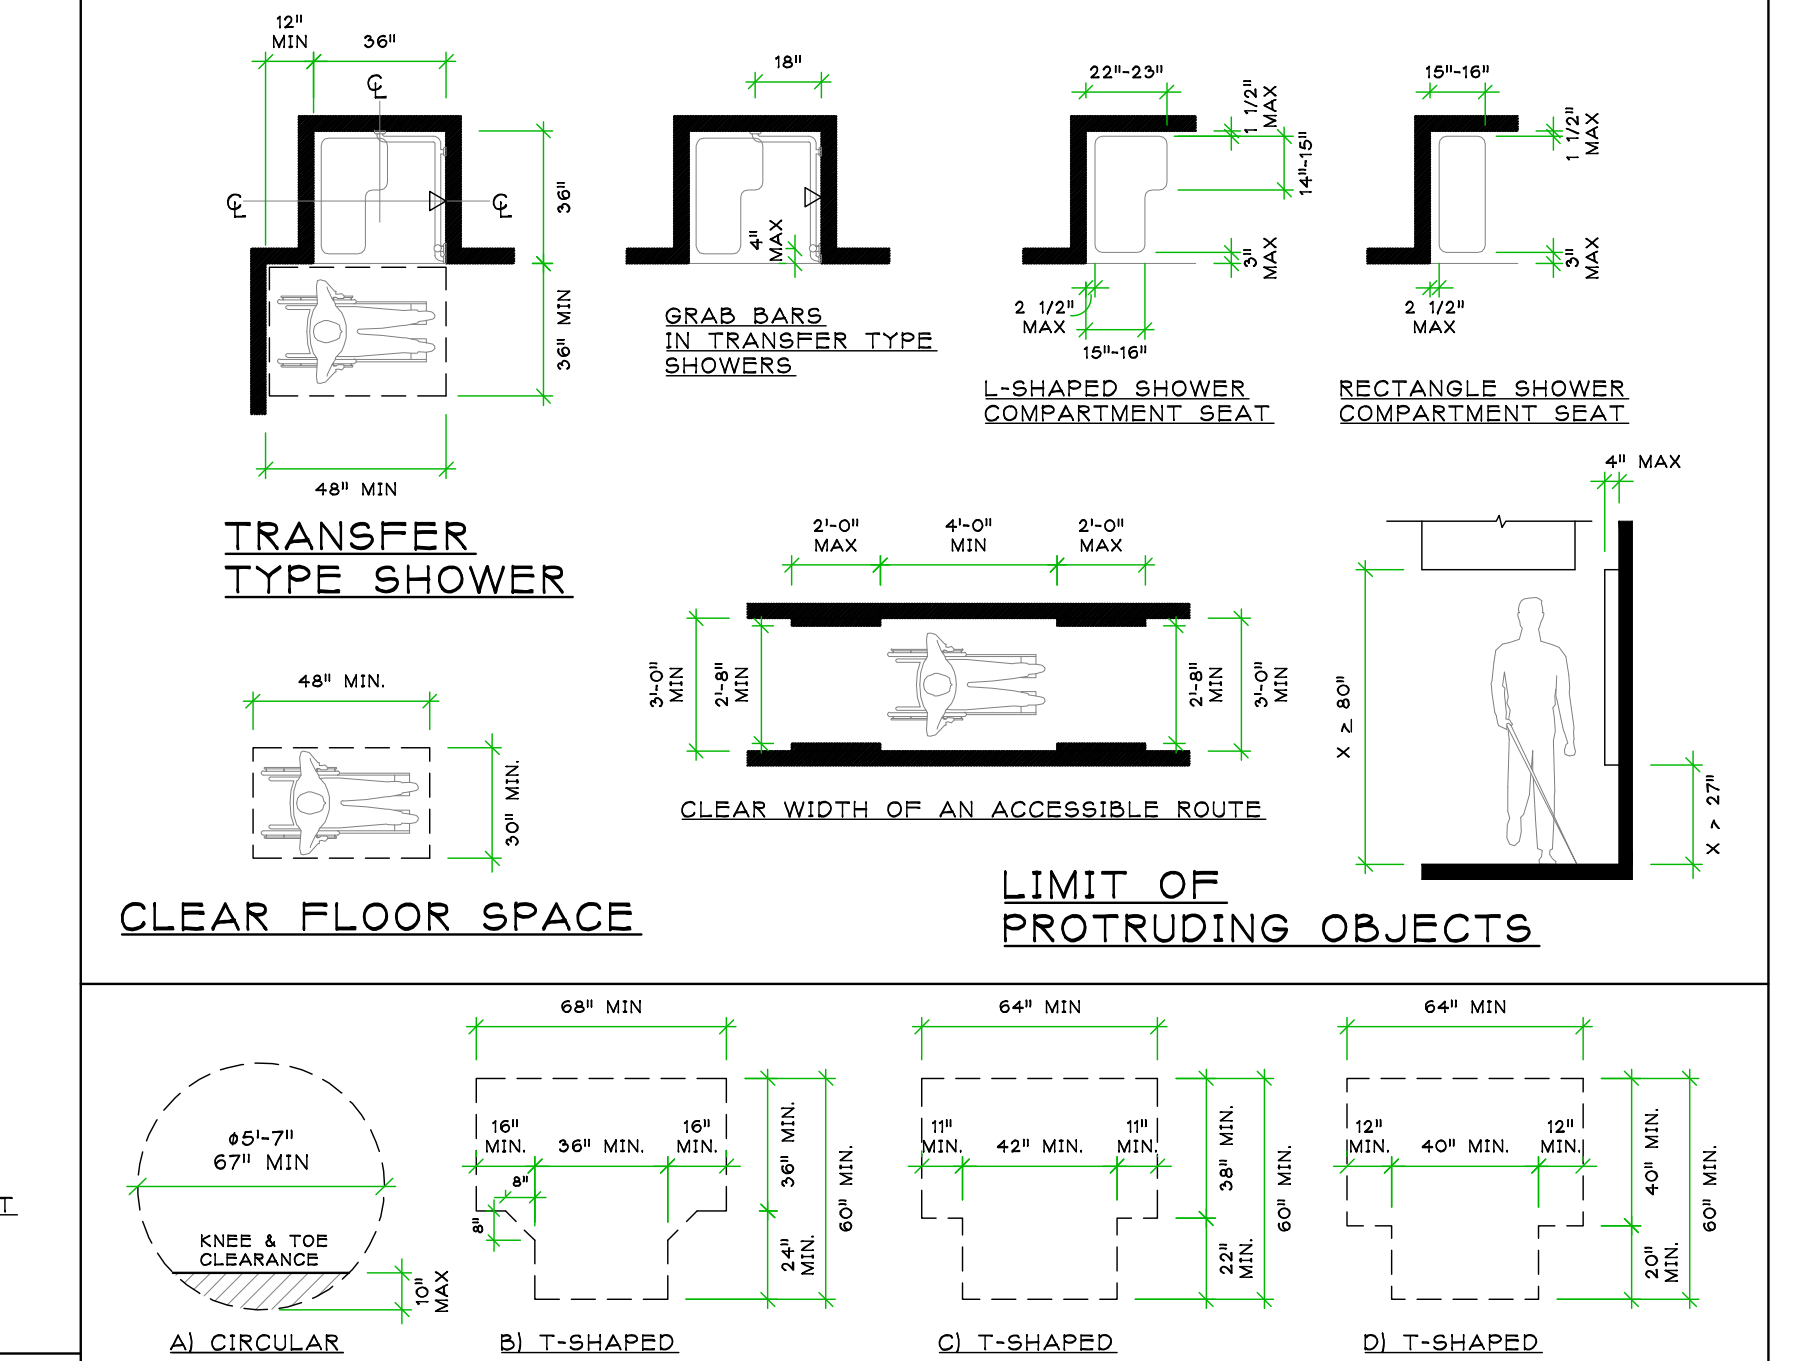 12"
MIN
36"
℄
℄
℄
36"
36" MIN
48" MIN
TRANSFER
TYPE SHOWER
18"
4"
MAX
GRAB BARS
IN TRANSFER TYPE
SHOWERS
22"-23"
1 1/2"
MAX
14"-15"
3"
MAX
2 1/2"
MAX
15"-16"
L-SHAPED SHOWER
COMPARTMENT SEAT
15"-16"
1 1/2"
MAX
3"
MAX
2 1/2"
MAX
RECTANGLE SHOWER
COMPARTMENT SEAT
48" MIN.
30" MIN.
CLEAR FLOOR SPACE
2'-0"
MAX
4'-0"
MIN
2'-0"
MAX
3'-0"
MIN
2'-8"
MIN
2'-8"
MIN
3'-0"
MIN
CLEAR WIDTH OF AN ACCESSIBLE ROUTE
4" MAX
X ≥ 80"
X > 27"
LIMIT OF
PROTRUDING OBJECTS
T
ø5'-7"
67" MIN
KNEE & TOE
CLEARANCE
10"
MAX
A) CIRCULAR
68" MIN
16"
MIN.
36" MIN.
16"
MIN.
8"
8"
36" MIN.
24"
MIN.
60" MIN.
B) T-SHAPED
64" MIN
11"
MIN.
42" MIN.
11"
MIN.
38" MIN.
22"
MIN.
60" MIN.
C) T-SHAPED
64" MIN
12"
MIN.
40" MIN.
12"
MIN.
40" MIN.
20"
MIN.
60" MIN.
D) T-SHAPED